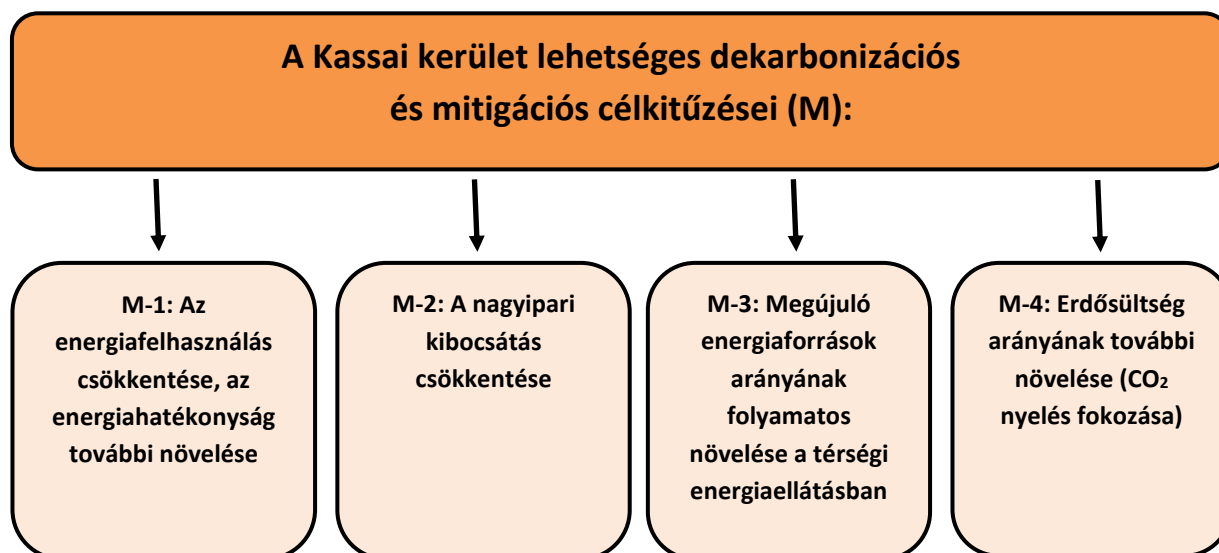 A Kassai kerület lehetséges dekarbonizációs
és mitigációs célkitűzései (M):
M-1: Az
energiafelhasználás
csökkentése, az
energiahatékonyság
további növelése
M-2: A nagyipari
kibocsátás
csökkentése
M-3: Megújuló
energiaforrások
arányának
folyamatos
növelése a térségi
energiaellátásban
M-4: Erdősültség
arányának további
növelése (CO₂
nyelés fokozása)